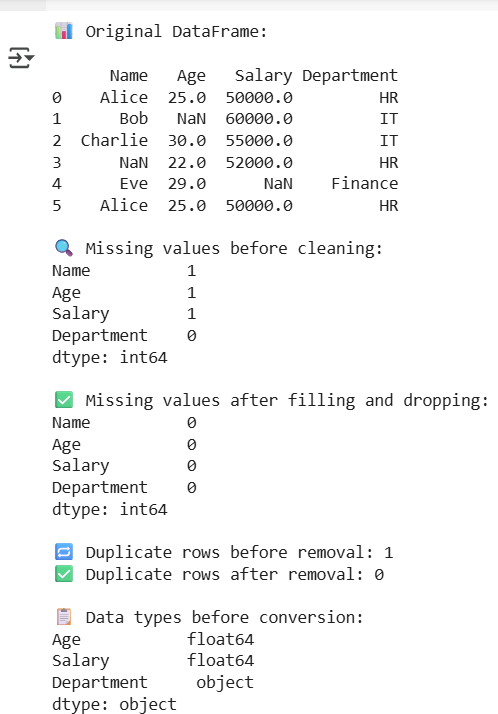 📊 Original DataFrame:
Name Age Salary Department
0 Alice 25.0 50000.0 HR
1 Bob NaN 60000.0 IT
2 Charlie 30.0 55000.0 IT
3 NaN 22.0 52000.0 HR
4 Eve 29.0 NaN Finance
5 Alice 25.0 50000.0 HR
🔍 Missing values before cleaning:
Name 1
Age 1
Salary 1
Department 0
dtype: int64
✅ Missing values after filling and dropping:
Name 0
Age 0
Salary 0
Department 0
dtype: int64
🔁 Duplicate rows before removal: 1
✅ Duplicate rows after removal: 0
📋 Data types before conversion:
Age float64
Salary float64
Department object
dtype: object